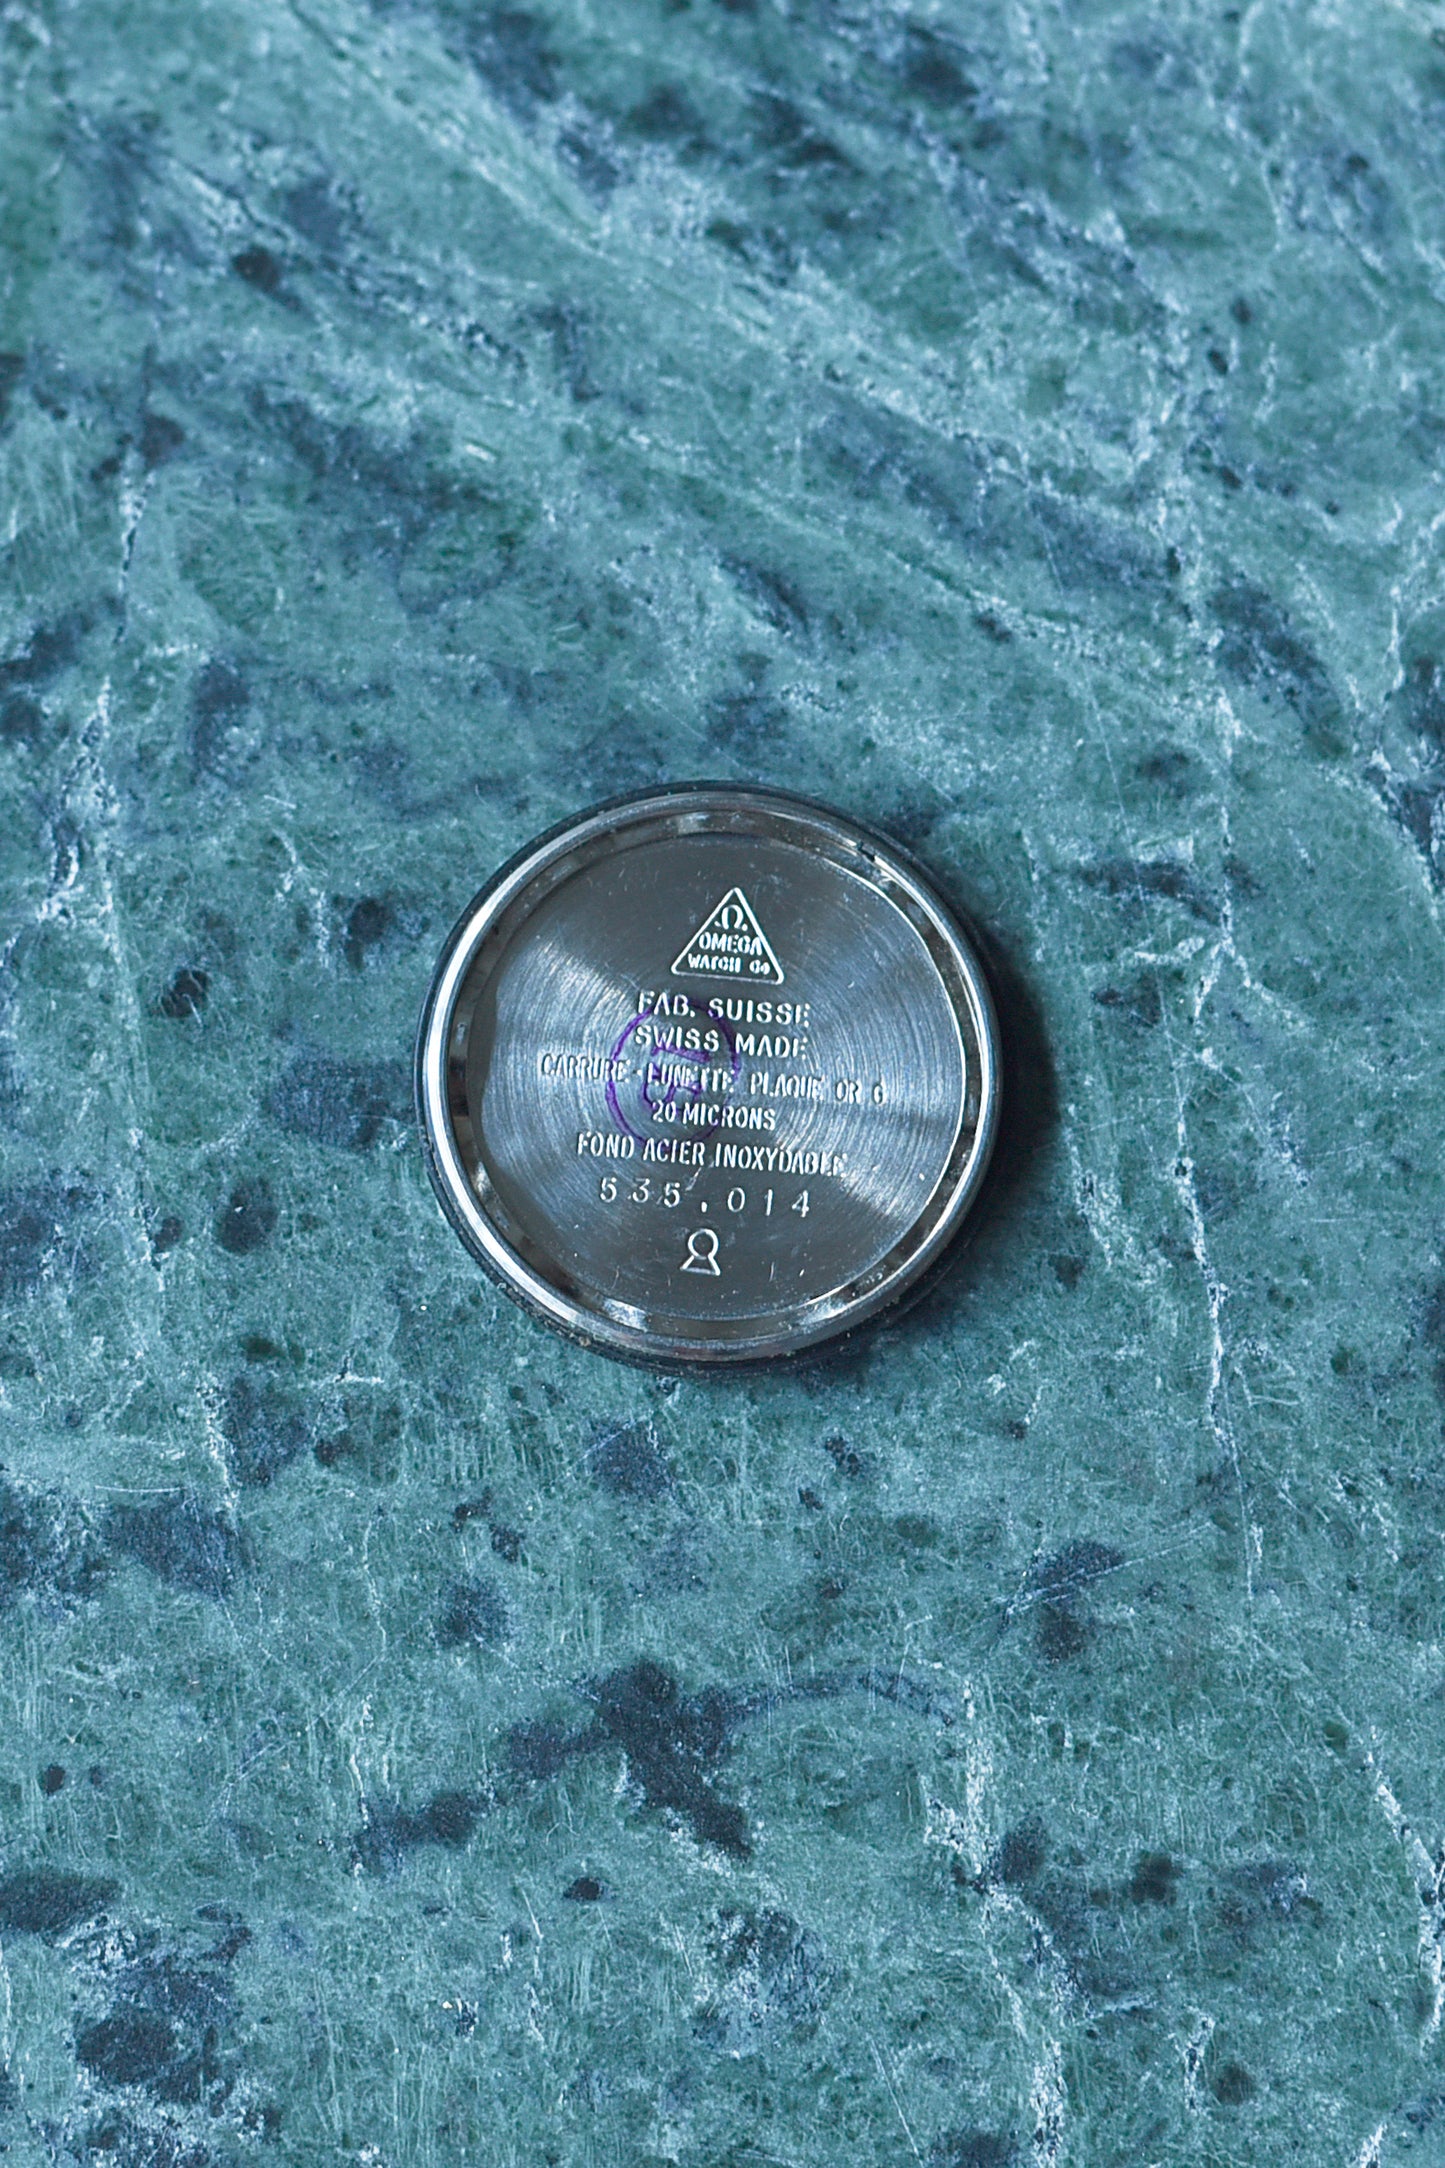 Ω
OMEGA
WATCH Co
FAB. SUISSE
SWISS MADE
CARRURE - LUNETTE PLAQUE OR G
20 MICRONS
FOND ACIER INOXYDABLE
535.014